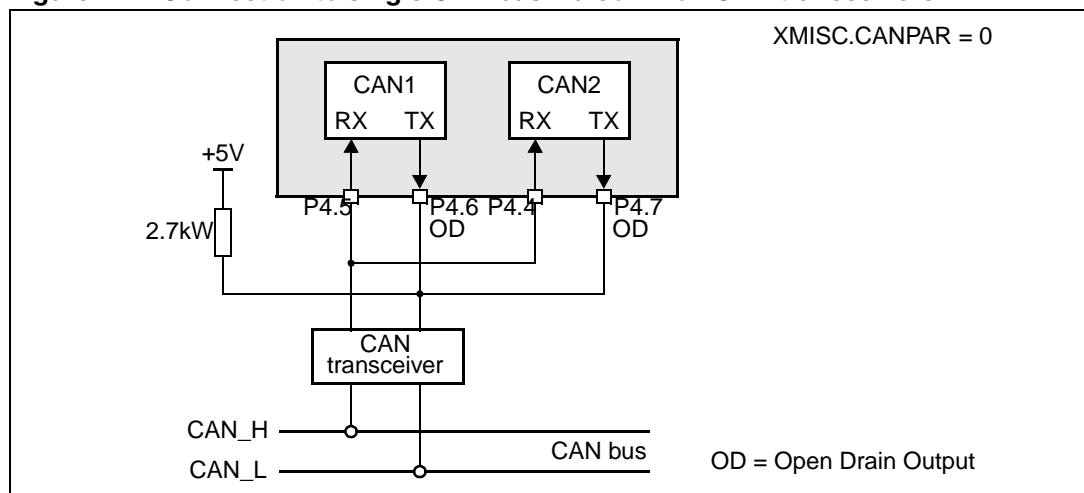 XMISC.CANPAR = 0
CAN1
CAN2
RX TX
RX TX
+5V
P4.5
P4.6
OD
P4.4
P4.7
OD
2.7kW
CAN
transceiver
CAN_H
CAN bus
CAN_L
OD = Open Drain Output